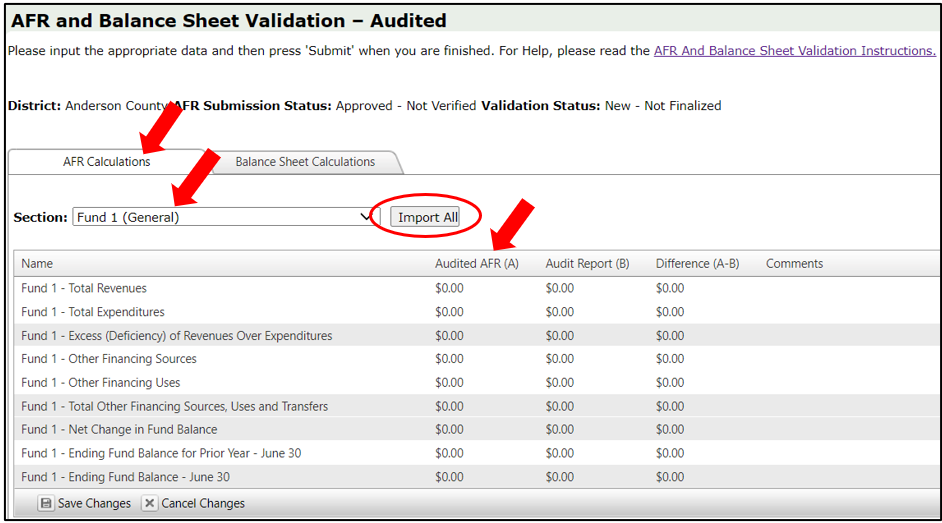 AFR and Balance Sheet Validation – Audited
Please input the appropriate data and then press 'Submit' when you are finished. For Help, please read the AFR And Balance Sheet Validation Instructions.
District: Anderson County AFR Submission Status: Approved - Not Verified Validation Status: New - Not Finalized
AFR Calculations Balance Sheet Calculations
Section: Fund 1 (General) Import All
Name Audited AFR (A) Audit Report (B) Difference (A-B) Comments
Fund 1 - Total Revenues $0.00 $0.00 $0.00
Fund 1 - Total Expenditures $0.00 $0.00 $0.00
Fund 1 - Excess (Deficiency) of Revenues Over Expenditures $0.00 $0.00 $0.00
Fund 1 - Other Financing Sources $0.00 $0.00 $0.00
Fund 1 - Other Financing Uses $0.00 $0.00 $0.00
Fund 1 - Total Other Financing Sources, Uses and Transfers $0.00 $0.00 $0.00
Fund 1 - Net Change in Fund Balance $0.00 $0.00 $0.00
Fund 1 - Ending Fund Balance for Prior Year - June 30 $0.00 $0.00 $0.00
Fund 1 - Ending Fund Balance - June 30 $0.00 $0.00 $0.00
Save Changes Cancel Changes